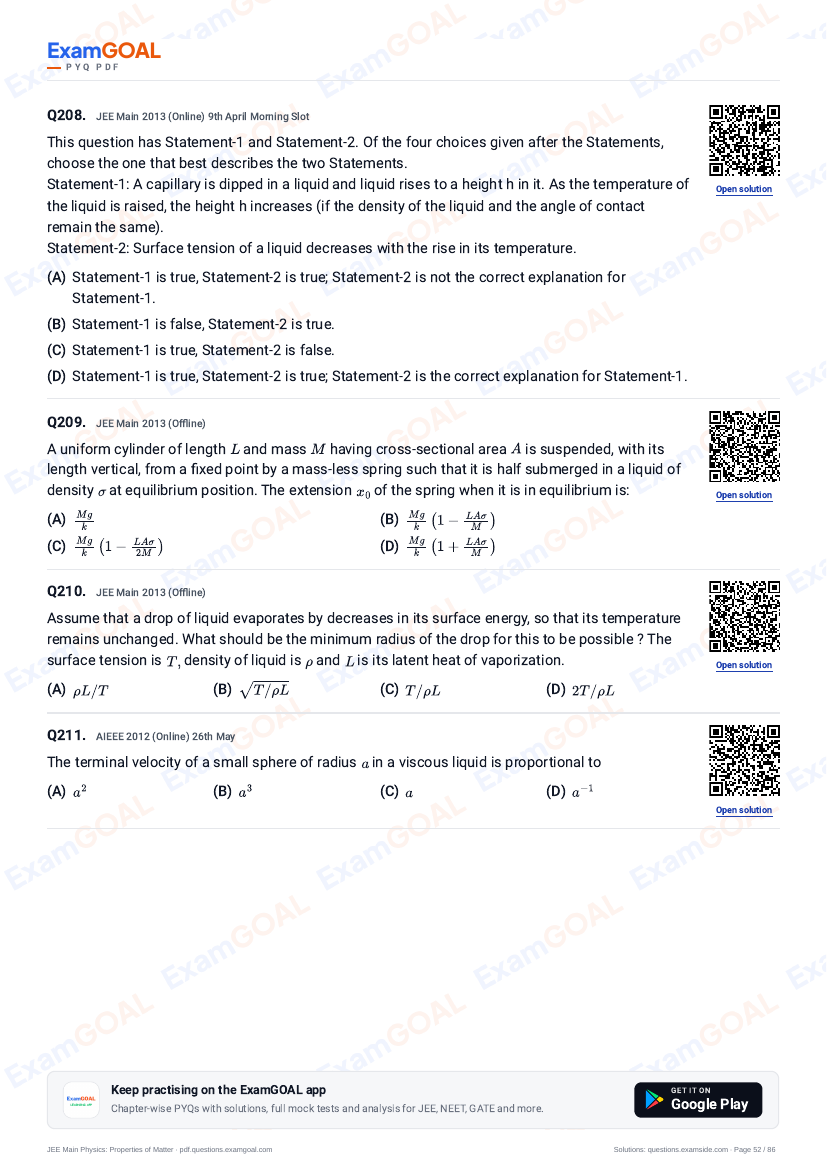 ExamGOAL
PYQ PDF
Q208. JEE Main 2013 (Online) 9th April Morning Slot
This question has Statement-1 and Statement-2. Of the four choices given after the Statements,
choose the one that best describes the two Statements.
Statement-1: A capillary is dipped in a liquid and liquid rises to a height h in it. As the temperature of
the liquid is raised, the height h increases (if the density of the liquid and the angle of contact
remain the same).
Statement-2: Surface tension of a liquid decreases with the rise in its temperature.
(A) Statement-1 is true, Statement-2 is true; Statement-2 is not the correct explanation for
Statement-1.
(B) Statement-1 is false, Statement-2 is true.
(C) Statement-1 is true, Statement-2 is false.
(D) Statement-1 is true, Statement-2 is true; Statement-2 is the correct explanation for Statement-1.
Open solution
Q209. JEE Main 2013 (Offline)
A uniform cylinder of length L and mass M having cross-sectional area A is suspended, with its
length vertical, from a fixed point by a mass-less spring such that it is half submerged in a liquid of
density σ at equilibrium position. The extension x₀ of the spring when it is in equilibrium is:
(A) Mg/k (B) Mg/k (1 − LAσ/M)
(C) Mg/k (1 − LAσ/2M) (D) Mg/k (1 + LAσ/M)
Open solution
Q210. JEE Main 2013 (Offline)
Assume that a drop of liquid evaporates by decreases in its surface energy, so that its temperature
remains unchanged. What should be the minimum radius of the drop for this to be possible ? The
surface tension is T, density of liquid is ρ and L is its latent heat of vaporization.
(A) ρL/T (B) √(T/ρL) (C) T/ρL (D) 2T/ρL
Open solution
Q211. AIEEE 2012 (Online) 26th May
The terminal velocity of a small sphere of radius a in a viscous liquid is proportional to
(A) a² (B) a³ (C) a (D) a⁻¹
Open solution
Keep practising on the ExamGOAL app
Chapter-wise PYQs with solutions, full mock tests and analysis for JEE, NEET, GATE and more.
GET IT ON
Google Play
JEE Main Physics: Properties of Matter · pdf.questions.examgoal.com
Solutions: questions.examside.com · Page 52 / 86